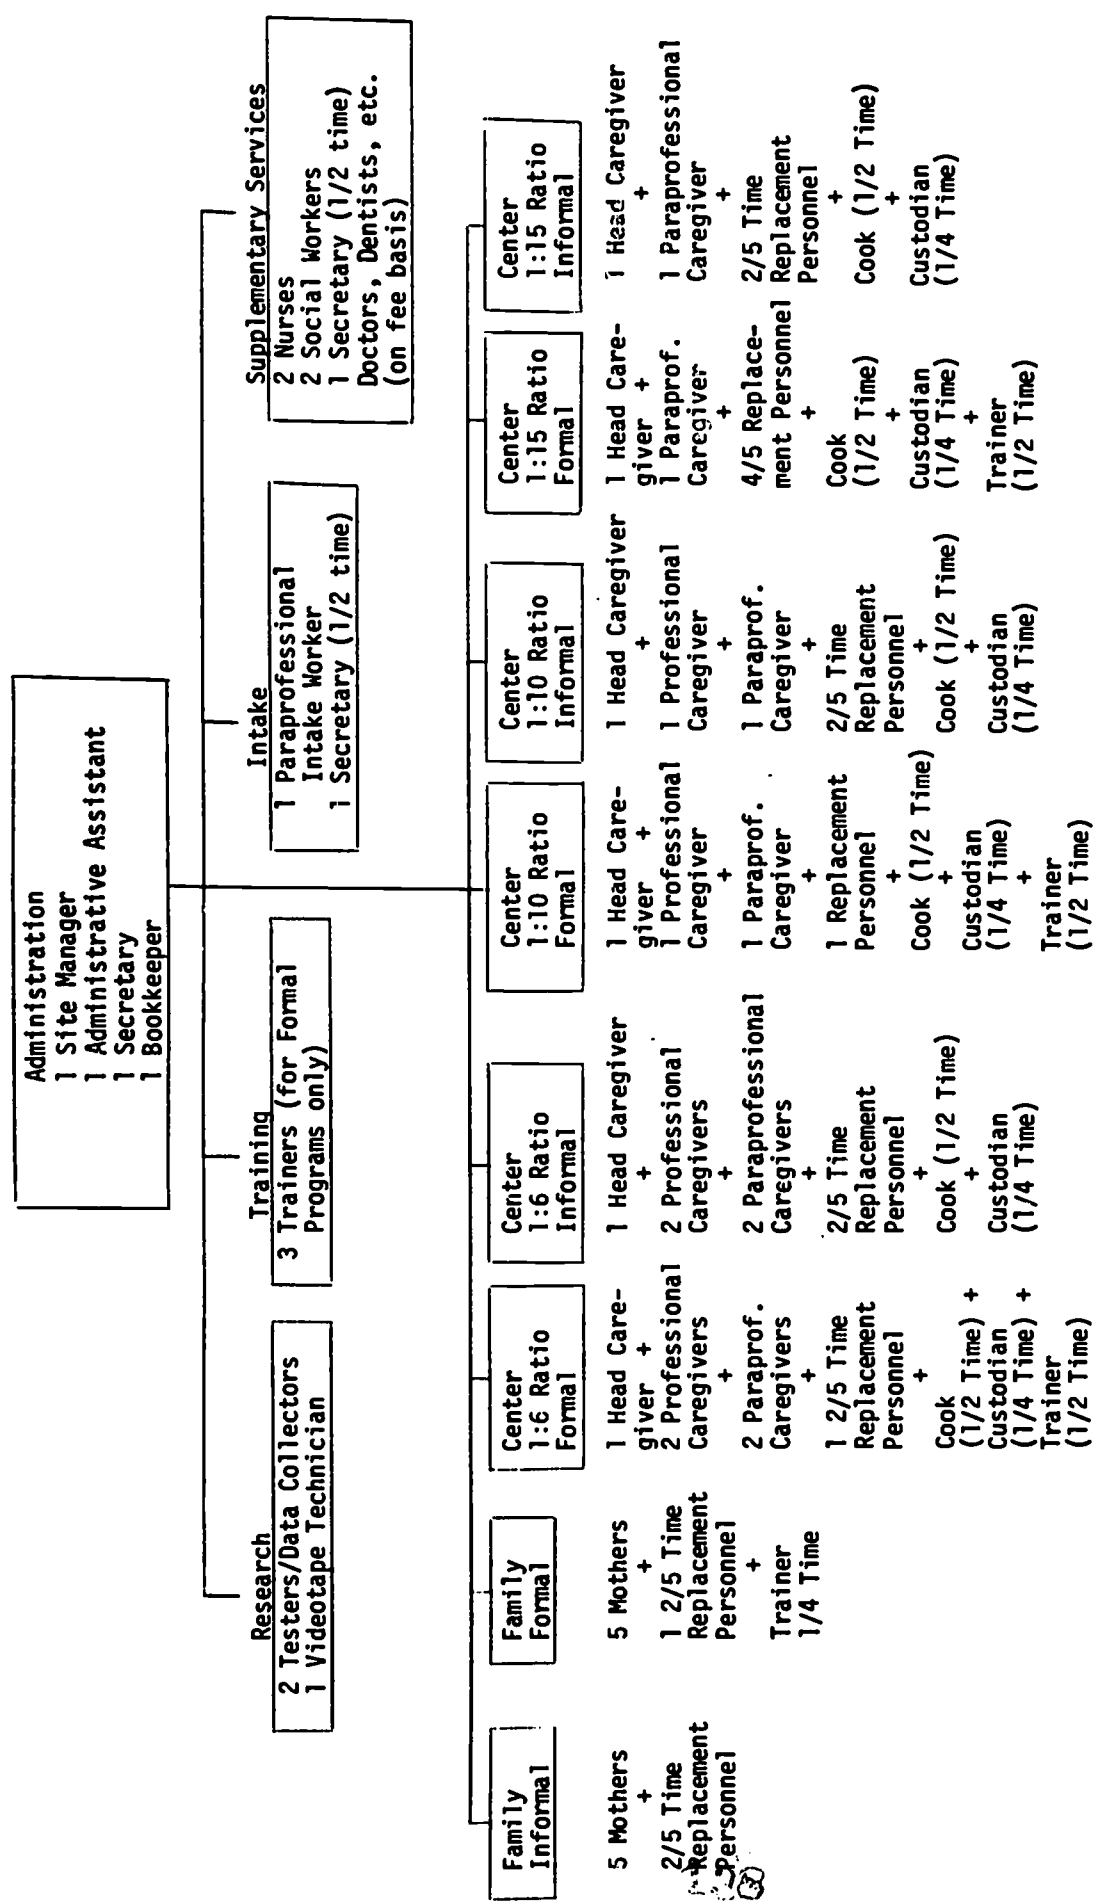 Administration
1 Site Manager
1 Administrative Assistant
1 Secretary
1 Bookkeeper
Research
2 Testers/Data Collectors
1 Videotape Technician
Training
3 Trainers (for Formal
Programs only)
Intake
1 Paraprofessional
Intake Worker
1 Secretary (1/2 time)
Supplementary Services
2 Nurses
2 Social Workers
1 Secretary (1/2 time)
Doctors, Dentists, etc.
(on fee basis)
Family
Informal
5 Mothers
+
2/5 Time
Replacement
Personnel
Family
Formal
5 Mothers
+
1 2/5 Time
Replacement
Personnel
+
Trainer
1/4 Time
Center
1:6 Ratio
Formal
1 Head Care-
giver +
2 Professional
Caregivers
+
2 Paraprof.
Caregivers
+
1 2/5 Time
Replacement
Personnel
+
Cook
(1/2 Time) +
Custodian
(1/4 Time) +
Trainer
(1/2 Time)
Center
1:6 Ratio
Informal
1 Head Caregiver
+
2 Professional
Caregivers
+
2 Paraprofessional
Caregivers
+
2/5 Time
Replacement
Personnel
+
Cook (1/2 Time)
+
Custodian
(1/4 Time)
Center
1:10 Ratio
Formal
1 Head Care-
giver +
1 Professional
Caregiver
+
1 Paraprof.
Caregiver
+
1 Replacement
Personnel
+
Cook (1/2 Time)
+
Custodian
(1/4 Time)
+
Trainer
(1/2 Time)
Center
1:10 Ratio
Informal
1 Head Caregiver
+
1 Professional
Caregiver
+
1 Paraprof.
Caregiver
+
2/5 Time
Replacement
Personnel
+
Cook (1/2 Time)
+
Custodian
(1/4 Time)
Center
1:15 Ratio
Formal
1 Head Care-
giver +
1 Paraprof.
Caregiver
+
4/5 Replace-
ment Personnel
+
Cook
(1/2 Time)
+
Custodian
(1/4 Time)
+
Trainer
(1/2 Time)
Center
1:15 Ratio
Informal
1 Head Caregiver
+
1 Paraprofessional
Caregiver
+
2/5 Time
Replacement
Personnel
+
Cook (1/2 Time)
+
Custodian
(1/4 Time)